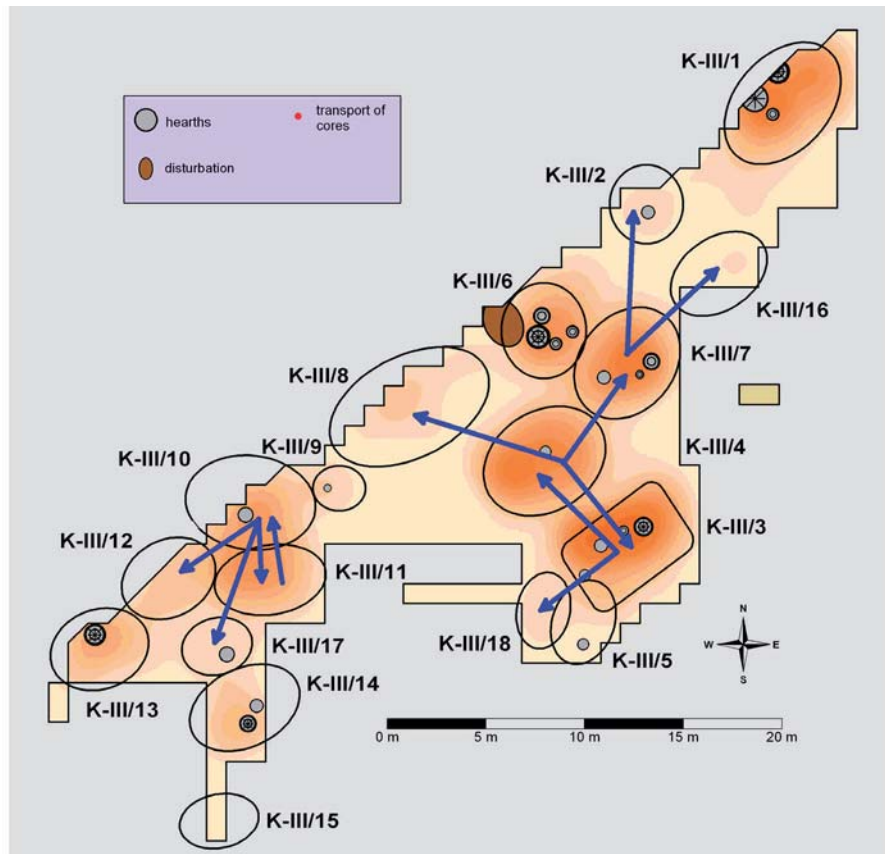 K-III/1
hearths
transport of
cores
disturbation
K-III/2
K-III/6
K-III/16
K-III/7
K-III/8
K-III/9
K-III/4
K-III/10
K-III/3
K-III/12
K-III/11
K-III/18
K-III/17
K-III/5
K-III/14
K-III/13
N
W
E
S
0 m
5 m
10 m
15 m
20 m
K-III/15